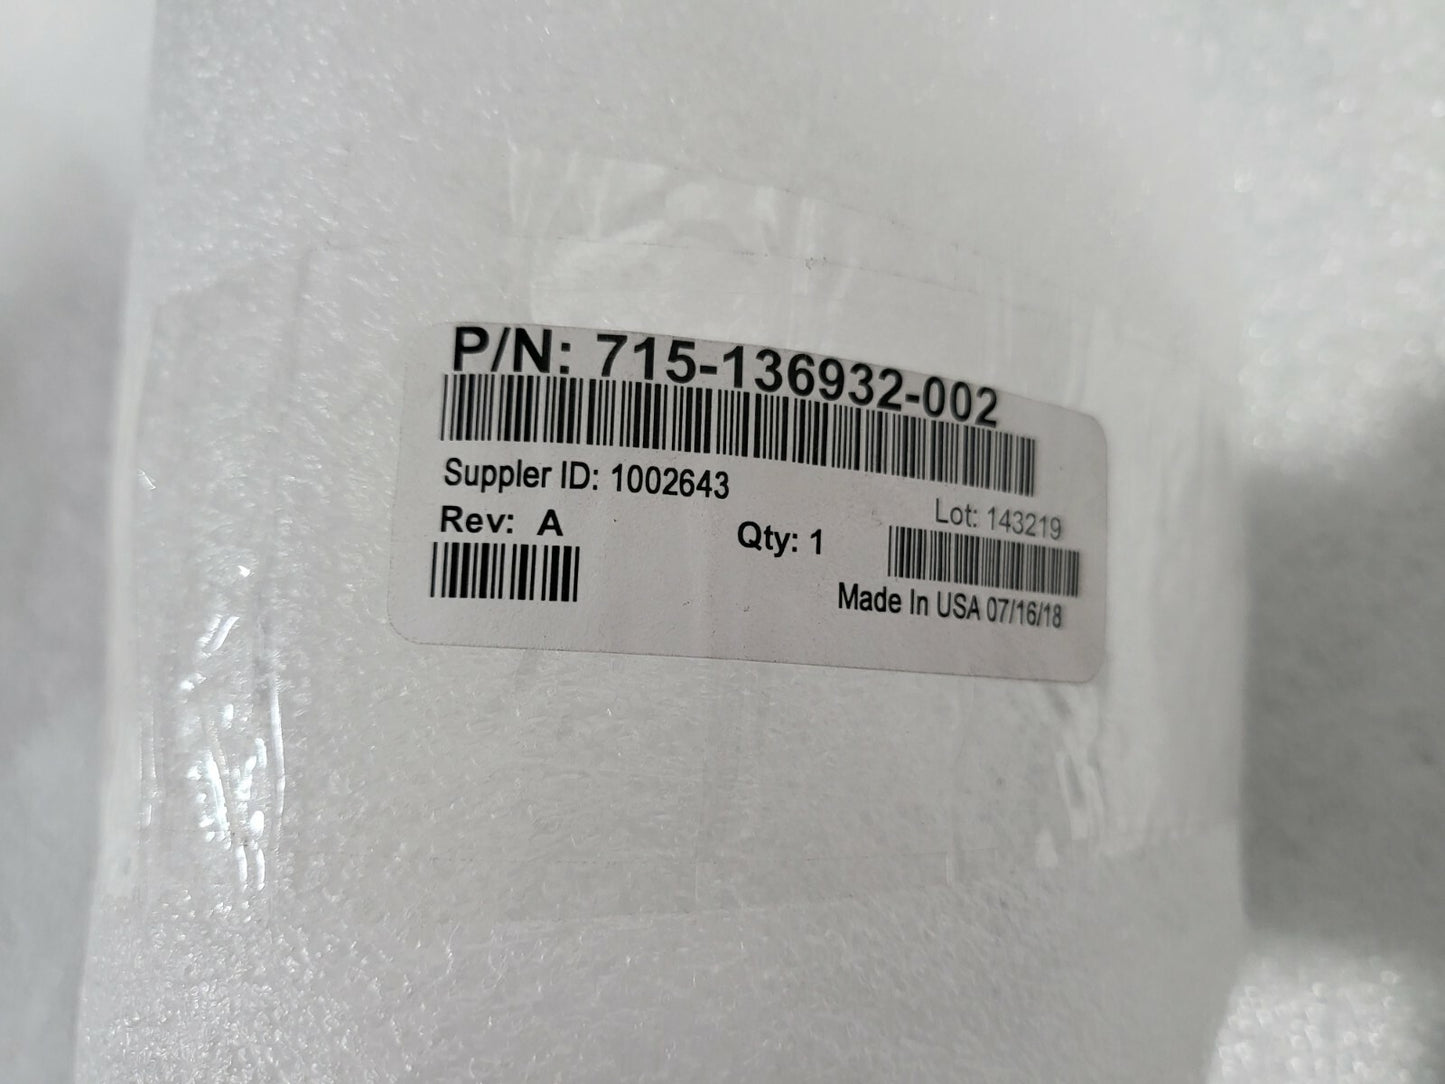 P/N: 715-136932-002
Suppler ID: 1002643
Lot: 143219
Rev: A
Qty: 1
Made In USA 07/16/18